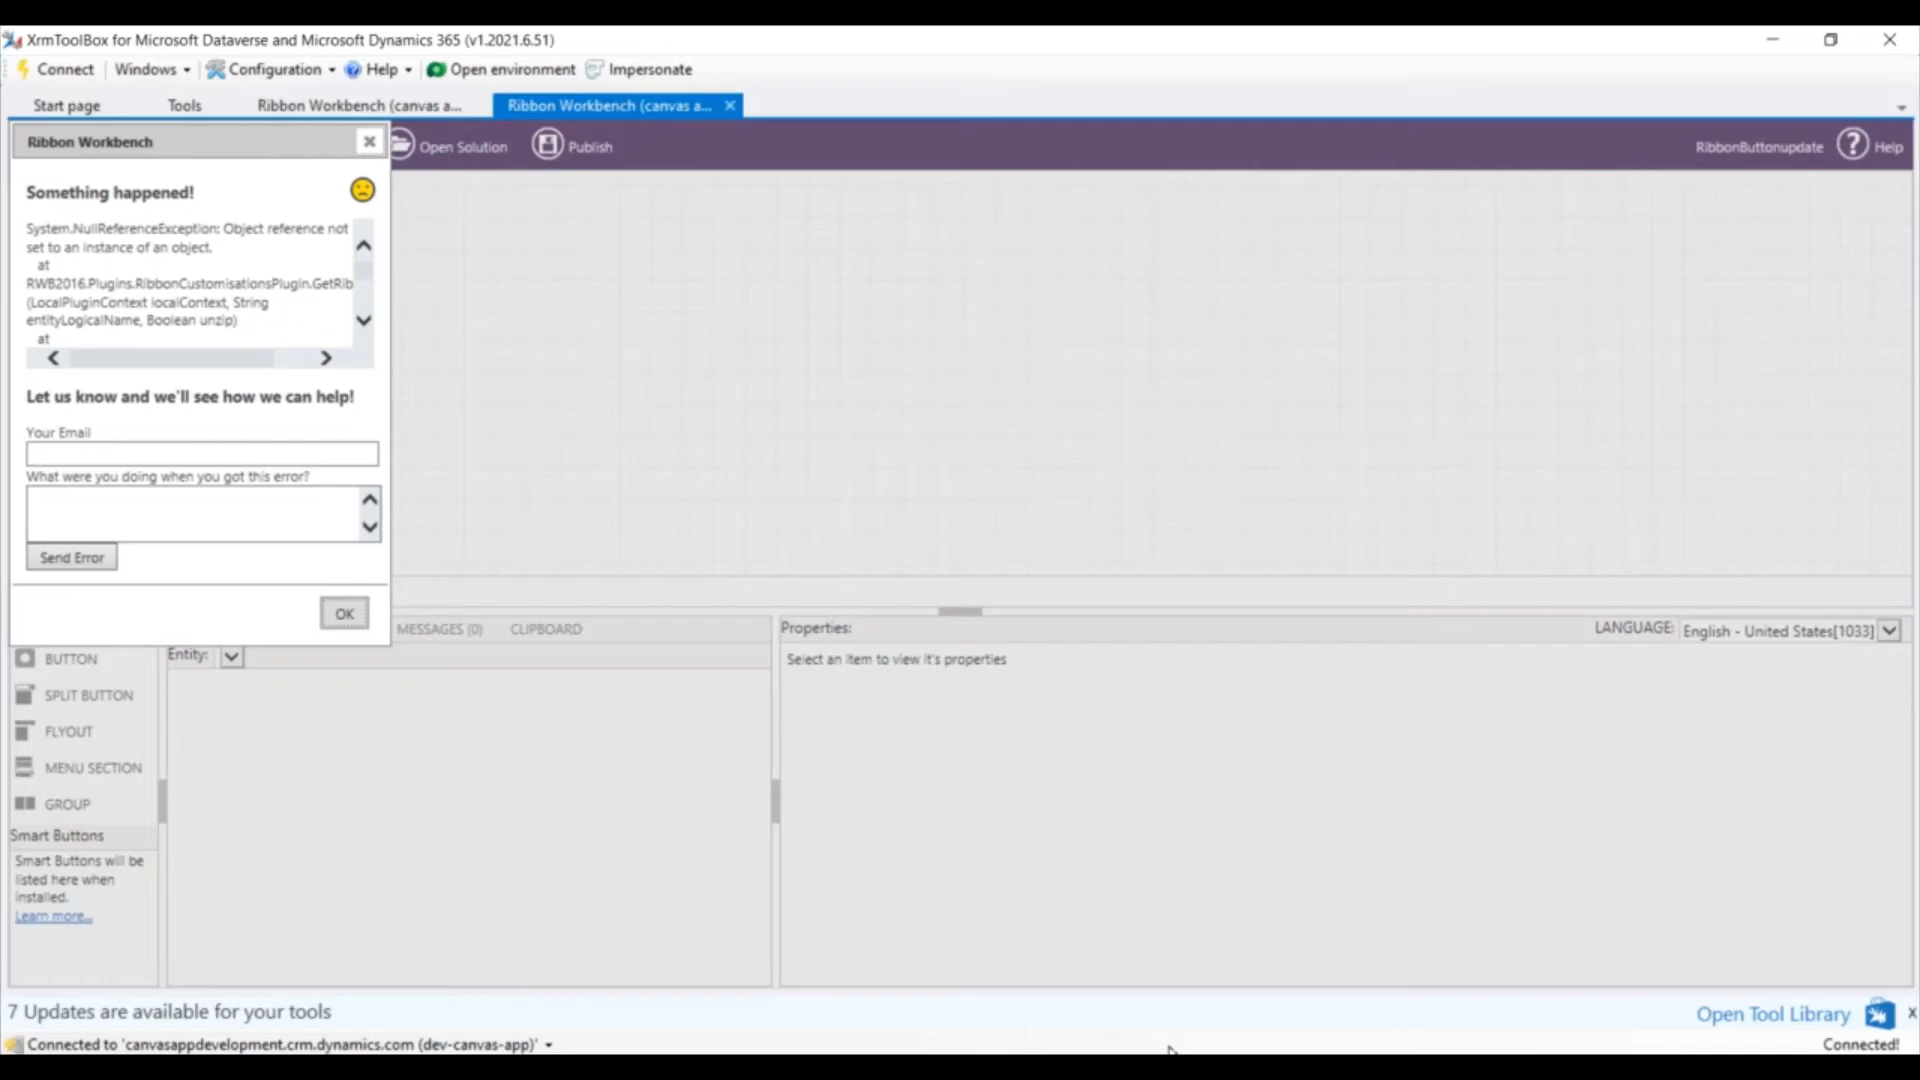 XrmToolBox for Microsoft Dataverse and Microsoft Dynamics 365 (v1.2021.6.51)
Connect Windows Configuration Help Open environment Impersonate
Start page Tools Ribbon Workbench (canvas a... Ribbon Workbench (canvas a...
Ribbon Workbench
Open Solution Publish RibbonButtonupdate Help
Something happened!
System.NullReferenceException: Object reference not
set to an instance of an object.
at
RWB2016.Plugins.RibbonCustomisationsPlugin.GetRib
(LocalPluginContext localContext, String
entityLogicalName, Boolean unzip)
at
Let us know and we'll see how we can help!
Your Email
What were you doing when you got this error?
Send Error
OK
MESSAGES (0) CLIPBOARD
Properties:
LANGUAGE: English - United States[1033]
Entity:
Select an item to view it's properties
BUTTON
SPLIT BUTTON
FLYOUT
MENU SECTION
GROUP
Smart Buttons
Smart Buttons will be
listed here when
installed.
Learn more...
7 Updates are available for your tools
Open Tool Library X
Connected to 'canvasappdevelopment.crm.dynamics.com (dev-canvas-app)'
Connected!